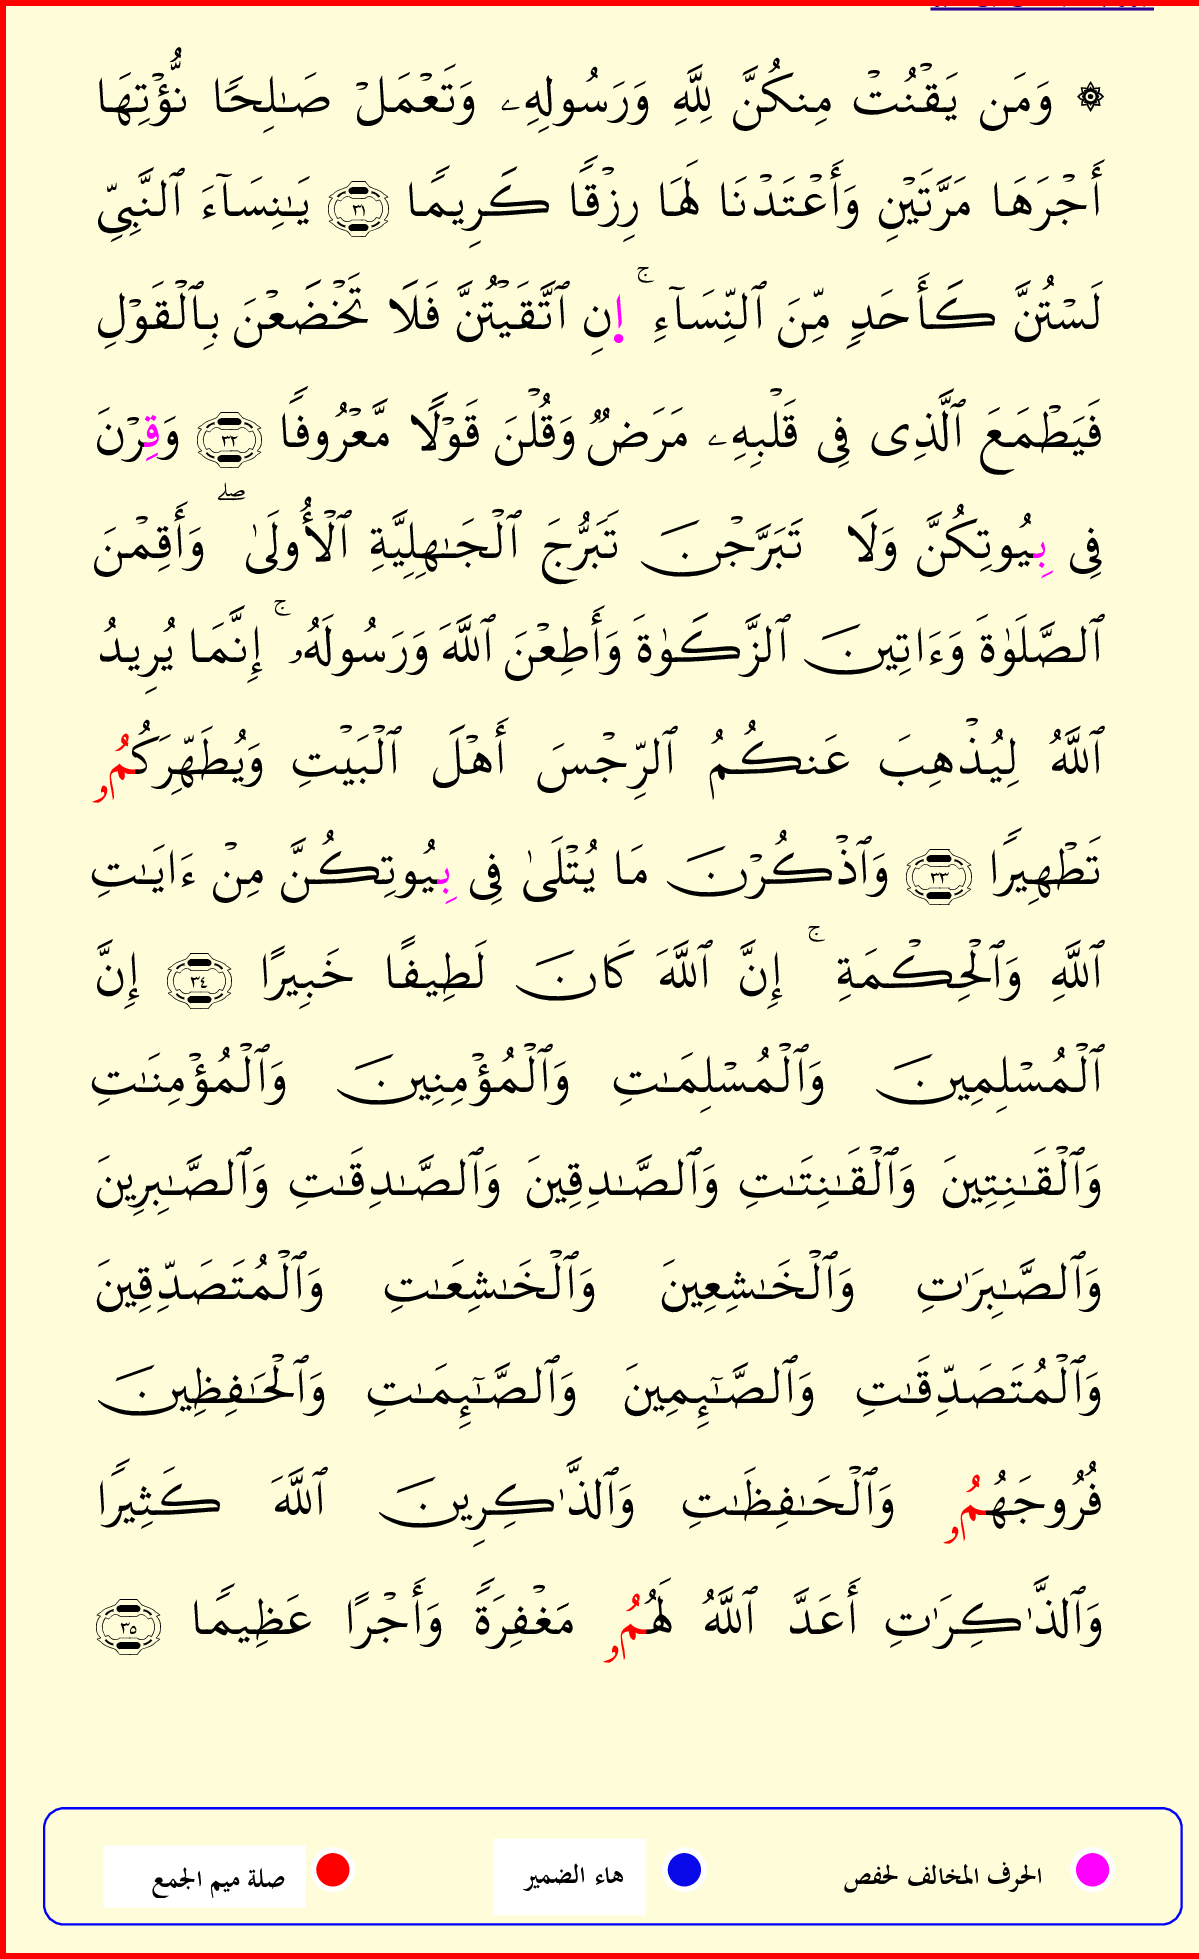 ۞ وَمَن يَقۡنُتۡ مِنكُنَّ لِلَّهِ وَرَسُولِهِۦ وَتَعۡمَلۡ صَٰلِحًا نُّؤۡتِهَا
أَجۡرَهَا مَرَّتَيۡنِ وَأَعۡتَدۡنَا لَهَا رِزۡقًا كَرِيمًا ٣١ يَٰنِسَآءَ ٱلنَّبِيِّ
لَسۡتُنَّ كَأَحَدٍ مِّنَ ٱلنِّسَآءِ ۚ اِنِ ٱتَّقَيۡتُنَّ فَلَا تَخۡضَعۡنَ بِٱلۡقَوۡلِ
فَيَطۡمَعَ ٱلَّذِى فِى قَلۡبِهِۦ مَرَضٌ وَقُلۡنَ قَوۡلًا مَّعۡرُوفًا ٣٢ وَقِرۡنَ
فِى بِيُوتِكُنَّ وَلَا تَبَرَّجۡنَ تَبَرُّجَ ٱلۡجَٰهِلِيَّةِ ٱلۡأُولَىٰ ۖ وَأَقِمۡنَ
ٱلصَّلَوٰةَ وَءَاتِينَ ٱلزَّكَوٰةَ وَأَطِعۡنَ ٱللَّهَ وَرَسُولَهُۥ ۚ إِنَّمَا يُرِيدُ
ٱللَّهُ لِيُذۡهِبَ عَنكُمُ ٱلرِّجۡسَ أَهۡلَ ٱلۡبَيۡتِ وَيُطَهِّرَكُمُۥ
تَطۡهِيرًا ٣٣ وَٱذۡكُرۡنَ مَا يُتۡلَىٰ فِى بِيُوتِكُنَّ مِنۡ ءَايَٰتِ
ٱللَّهِ وَٱلۡحِكۡمَةِ ۚ إِنَّ ٱللَّهَ كَانَ لَطِيفًا خَبِيرًا ٣٤ إِنَّ
ٱلۡمُسۡلِمِينَ وَٱلۡمُسۡلِمَٰتِ وَٱلۡمُؤۡمِنِينَ وَٱلۡمُؤۡمِنَٰتِ
وَٱلۡقَٰنِتِينَ وَٱلۡقَٰنِتَٰتِ وَٱلصَّٰدِقِينَ وَٱلصَّٰدِقَٰتِ وَٱلصَّٰبِرِينَ
وَٱلصَّٰبِرَٰتِ وَٱلۡخَٰشِعِينَ وَٱلۡخَٰشِعَٰتِ وَٱلۡمُتَصَدِّقِينَ
وَٱلۡمُتَصَدِّقَٰتِ وَٱلصَّٰٓئِمِينَ وَٱلصَّٰٓئِمَٰتِ وَٱلۡحَٰفِظِينَ
فُرُوجَهُمُۥ وَٱلۡحَٰفِظَٰتِ وَٱلذَّٰكِرِينَ ٱللَّهَ كَثِيرًا
وَٱلذَّٰكِرَٰتِ أَعَدَّ ٱللَّهُ لَهُمُۥ مَغۡفِرَةً وَأَجۡرًا عَظِيمًا ٣٥
الحرف المخالف لحفص هاء الضمير صلة ميم الجمع